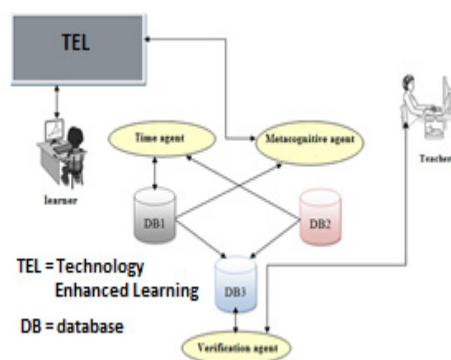 TEL
Time agent
Metacognitive agent
Teacher
learner
DB1
DB2
TEL = Technology
Enhanced Learning
DB3
DB = database
Verification agent